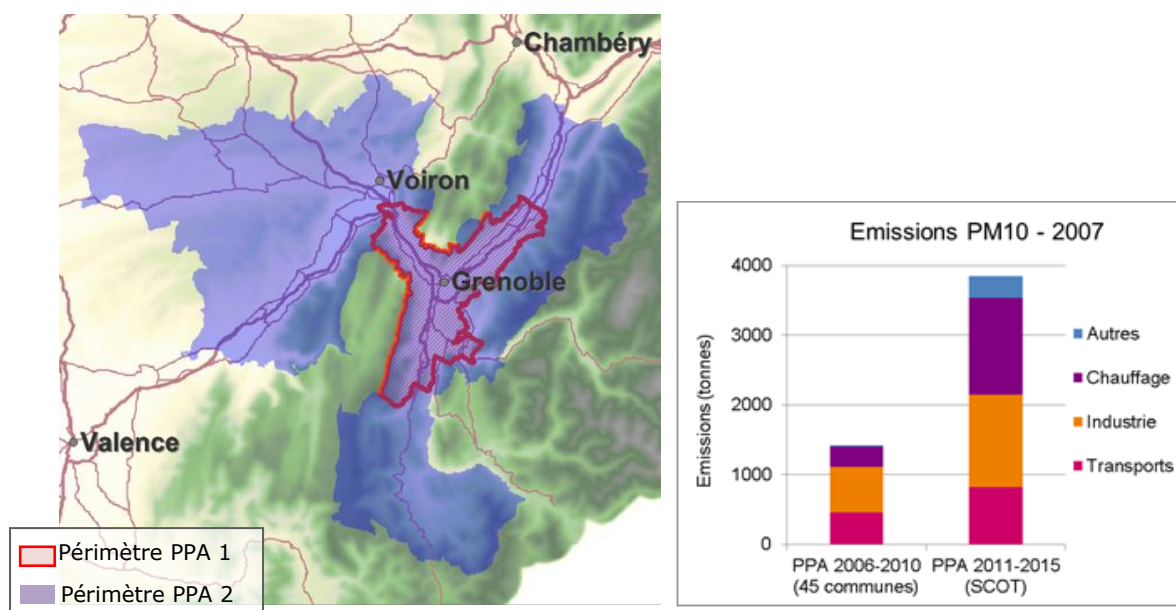 Chambéry
Voiron
Grenoble
Valence
Périmètre PPA 1
Périmètre PPA 2
Emissions PM10 - 2007
Emissions (tonnes)
4000
3000
2000
1000
0
PPA 2006-2010
(45 communes)
PPA 2011-2015
(SCOT)
Autres
Chauffage
Industrie
Transports